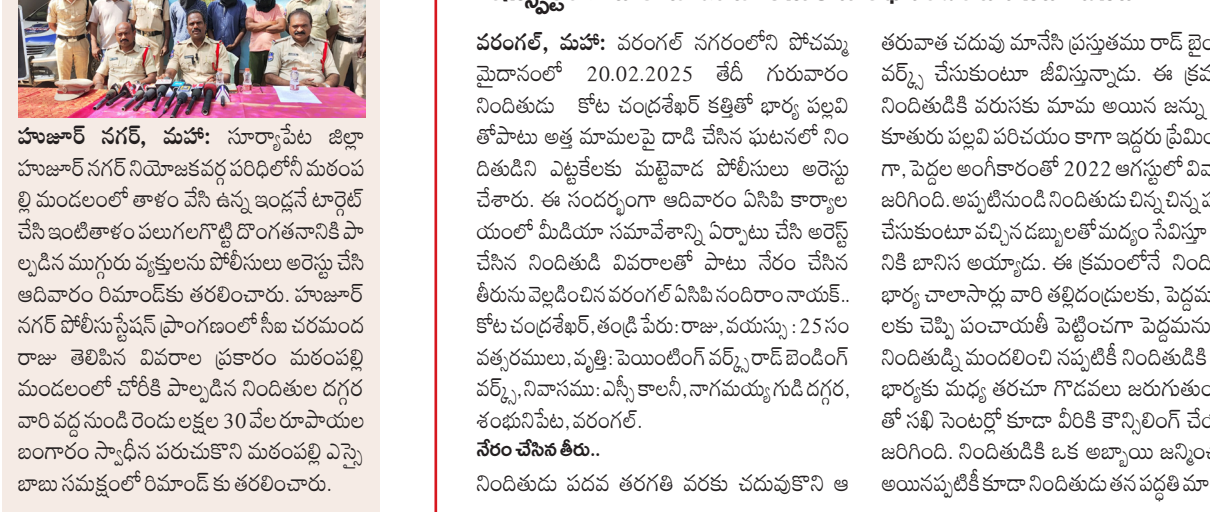 హుజూర్ నగర్, మహా: సూర్యాపేట జిల్లా
హుజూర్ నగర్ నియోజకవర్గ పరిధిలోని మఠంప
ల్లి మండలంలో తాళం వేసి ఉన్న ఇండ్లనే టార్గెట్
చేసి ఇంటితాళం పలుగలగొట్టి దొంగతనానికి పా
ల్పడిన ముగ్గురు వ్యక్తులను పోలీసులు అరెస్టు చేసి
ఆదివారం రిమాండ్‌కు తరలించారు. హుజూర్
నగర్ పోలీసుస్టేషన్ ప్రాంగణంలో సీఐ చరమంద
రాజు తెలిపిన వివరాల ప్రకారం మఠంపల్లి
మండలంలో చోరీకి పాల్పడిన నిందితుల దగ్గర
వారి వద్ద నుండి రెండు లక్షల 30 వేల రూపాయల
బంగారం స్వాధీన పరుచుకొని మఠంపల్లి ఎస్సై
బాబు సమక్షంలో రిమాండ్ కు తరలించారు.
వరంగల్, మహా: వరంగల్ నగరంలోని పోచమ్మ
మైదానంలో 20.02.2025 తేదీ గురువారం
నిందితుడు కోట చంద్రశేఖర్ కత్తితో భార్య పల్లవి
తోపాటు అత్త మామలపై దాడి చేసిన ఘటనలో నిం
దితుడిని ఎట్టకేలకు మట్టెవాడ పోలీసులు అరెస్టు
చేశారు. ఈ సందర్భంగా ఆదివారం ఏసిపి కార్యాల
యంలో మీడియా సమావేశాన్ని ఏర్పాటు చేసి అరెస్ట్
చేసిన నిందితుడి వివరాలతో పాటు నేరం చేసిన
తీరును వెల్లడించిన వరంగల్ ఏసిపి నందిరాం నాయక్..
కోట చంద్రశేఖర్, తండ్రి పేరు: రాజు, వయస్సు : 25 సం
వత్సరములు, వృత్తి: పెయింటింగ్ వర్క్స్ రాడ్ బెండింగ్
వర్క్స్, నివాసము: ఎస్సీ కాలనీ, నాగమయ్య గుడి దగ్గర,
శంభునిపేట, వరంగల్.
నేరం చేసిన తీరు..
నిందితుడు పదవ తరగతి వరకు చదువుకొని ఆ
తరువాత చదువు మానేసి ప్రస్తుతము రాడ్
వర్క్స్ చేసుకుంటూ జీవిస్తున్నాడు. ఈ
నిందితుడికి వరుసకు మామ అయిన జన్ను
కూతురు పల్లవి పరిచయం కాగా ఇద్దరు
గా, పెద్దల అంగీకారంతో 2022 ఆగస్టులో
జరిగింది. అప్పటినుండి నిందితుడు చిన్న చిన్న
చేసుకుంటూ వచ్చిన డబ్బులతో మద్యం సేవిస్తూ
నికి బానిస అయ్యాడు. ఈ క్రమంలోనే
భార్య చాలాసార్లు వారి తల్లిదండ్రులకు,
లకు చెప్పి పంచాయతీ పెట్టించగా
నిందితుడ్ని మందలించి నప్పటికీ నిందితుడికి
భార్యకు మధ్య తరచూ గొడవలు
తో సఖి సెంటర్లో కూడా వీరికి కౌన్సిలింగ్
జరిగింది. నిందితుడికి ఒక అబ్బాయి
అయినప్పటికీ కూడా నిందితుడు తన పద్ధతి